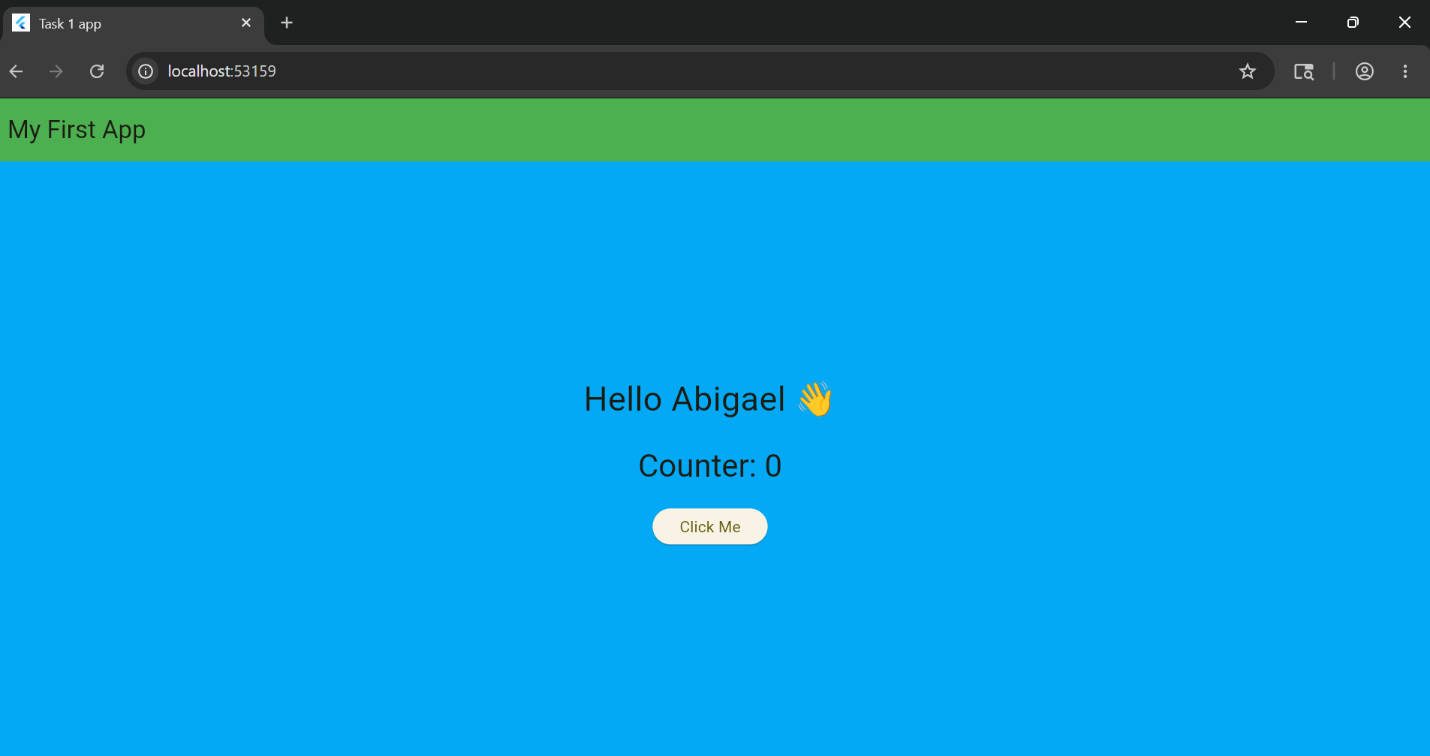 Task 1 app
localhost:53159
My First App
Hello Abigael 👋
Counter: 0
Click Me